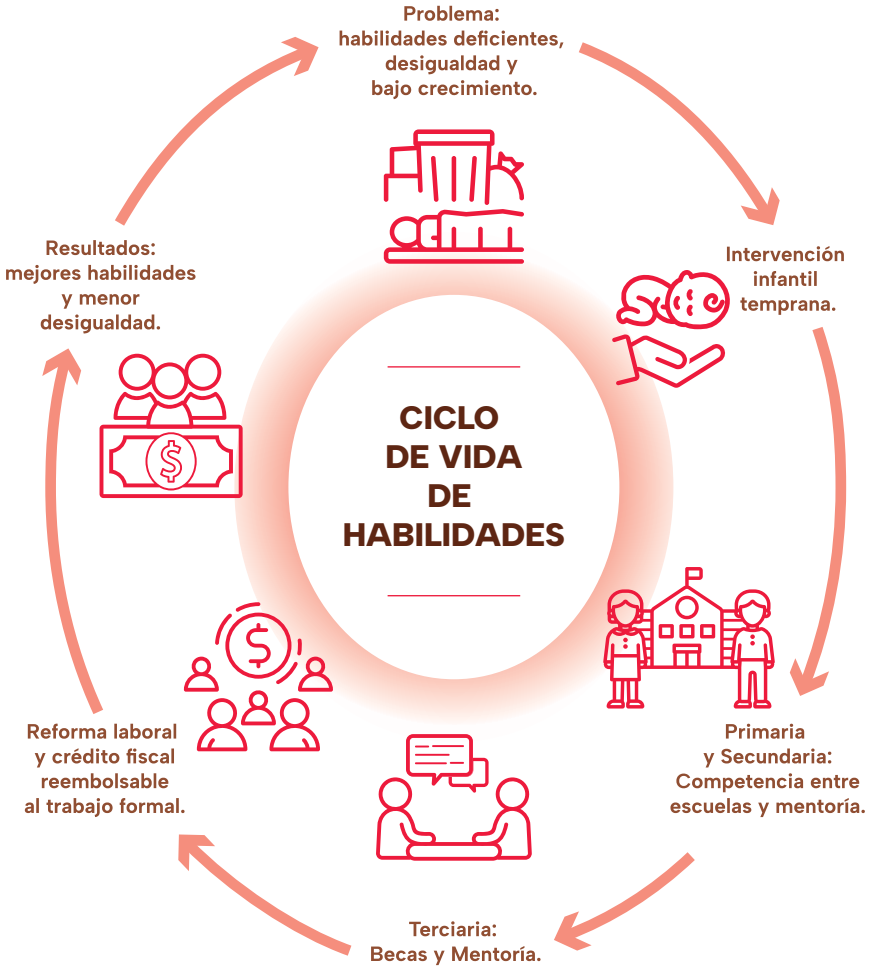 Problema:
habilidades deficientes,
desigualdad y
bajo crecimiento.
Intervención
infantil
temprana.
Primaria
y Secundaria:
Competencia entre
escuelas y mentoría.
Terciaria:
Becas y Mentoría.
Reforma laboral
y crédito fiscal
reembolsable
al trabajo formal.
Resultados:
mejores habilidades
y menor
desigualdad.
CICLO
DE VIDA
DE
HABILIDADES
$
$